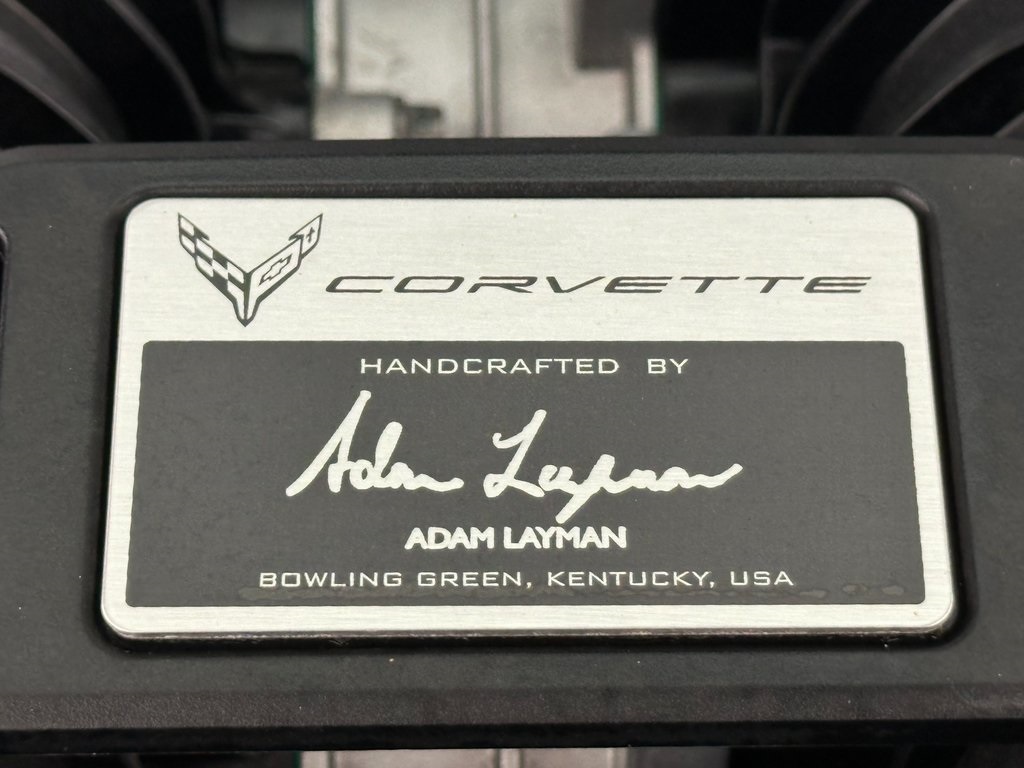 CORVETTE
HANDCRAFTED BY
Adam Layman
ADAM LAYMAN
BOWLING GREEN, KENTUCKY, USA